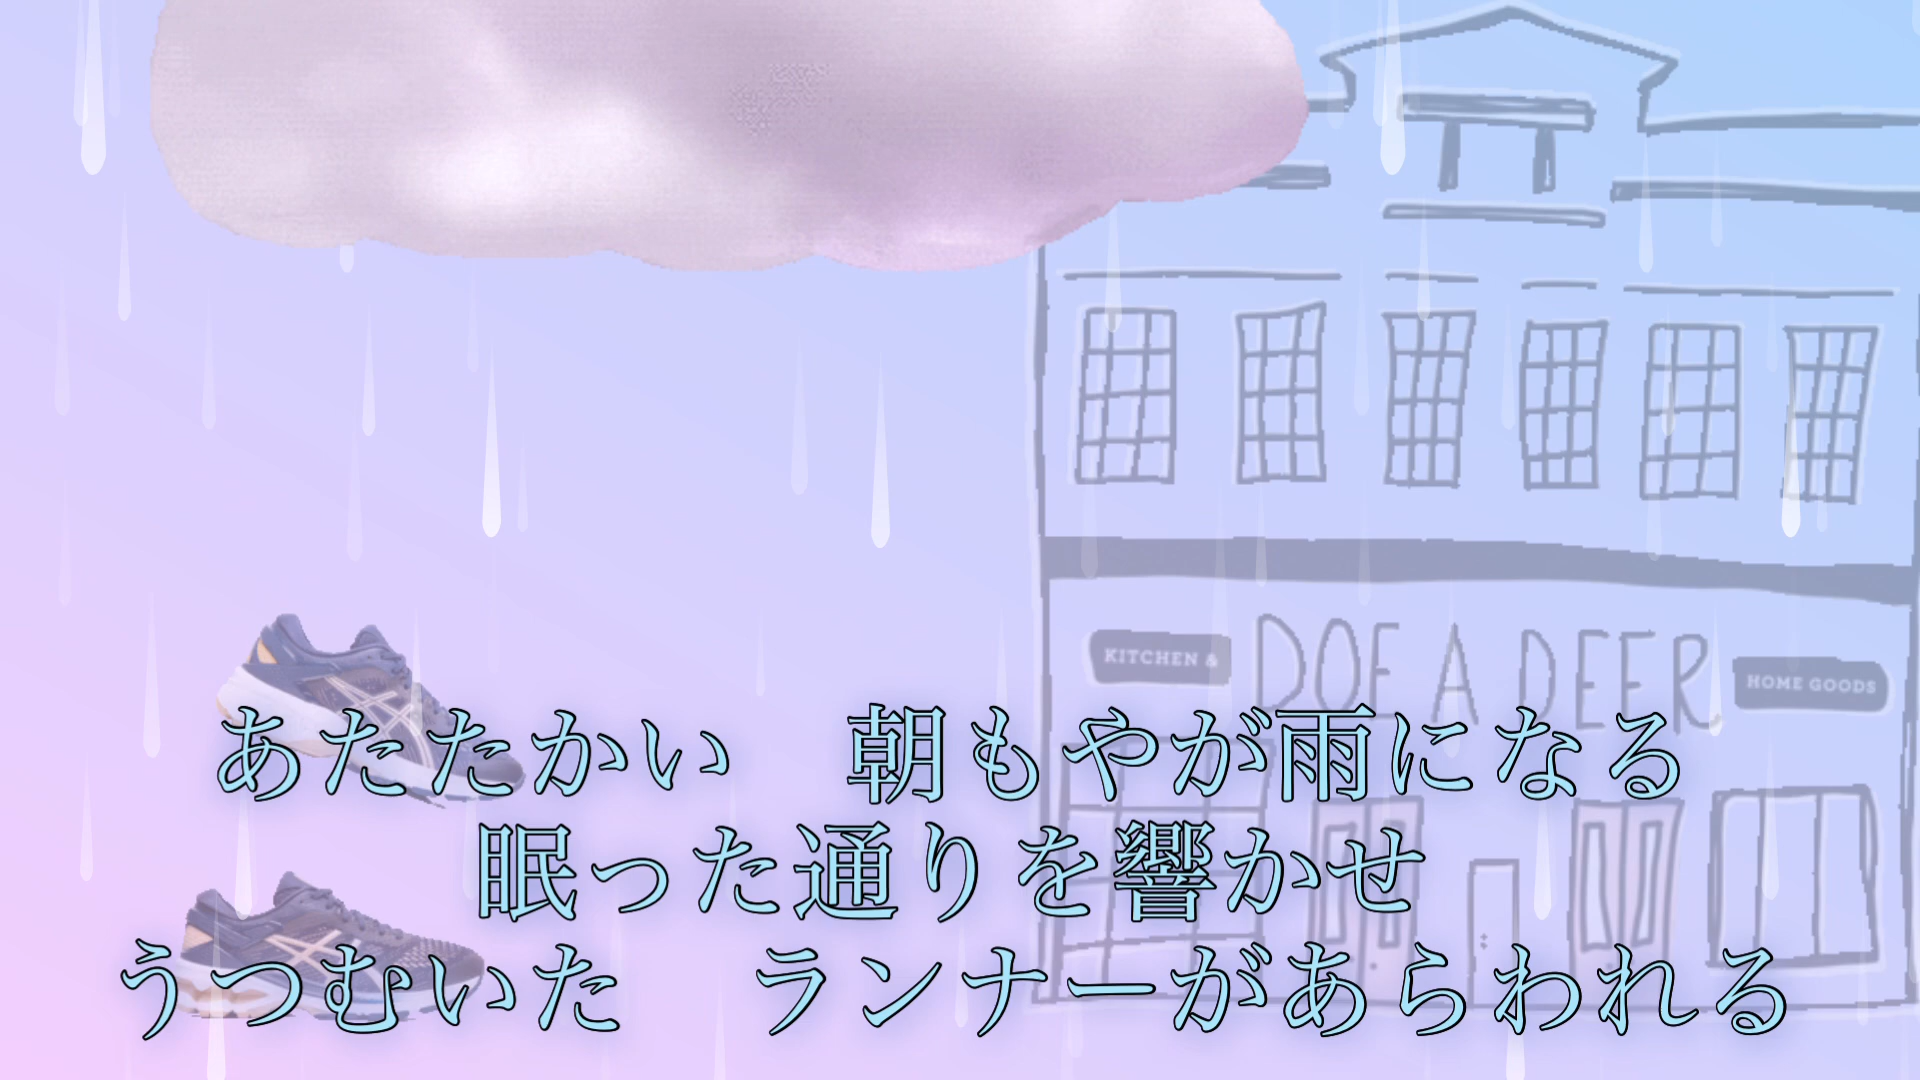 KITCHEN &
DOE A DEER
HOME GOODS
あたたかい　朝もやが雨になる
眠った通りを響かせ
うつむいた　ランナーがあらわれる